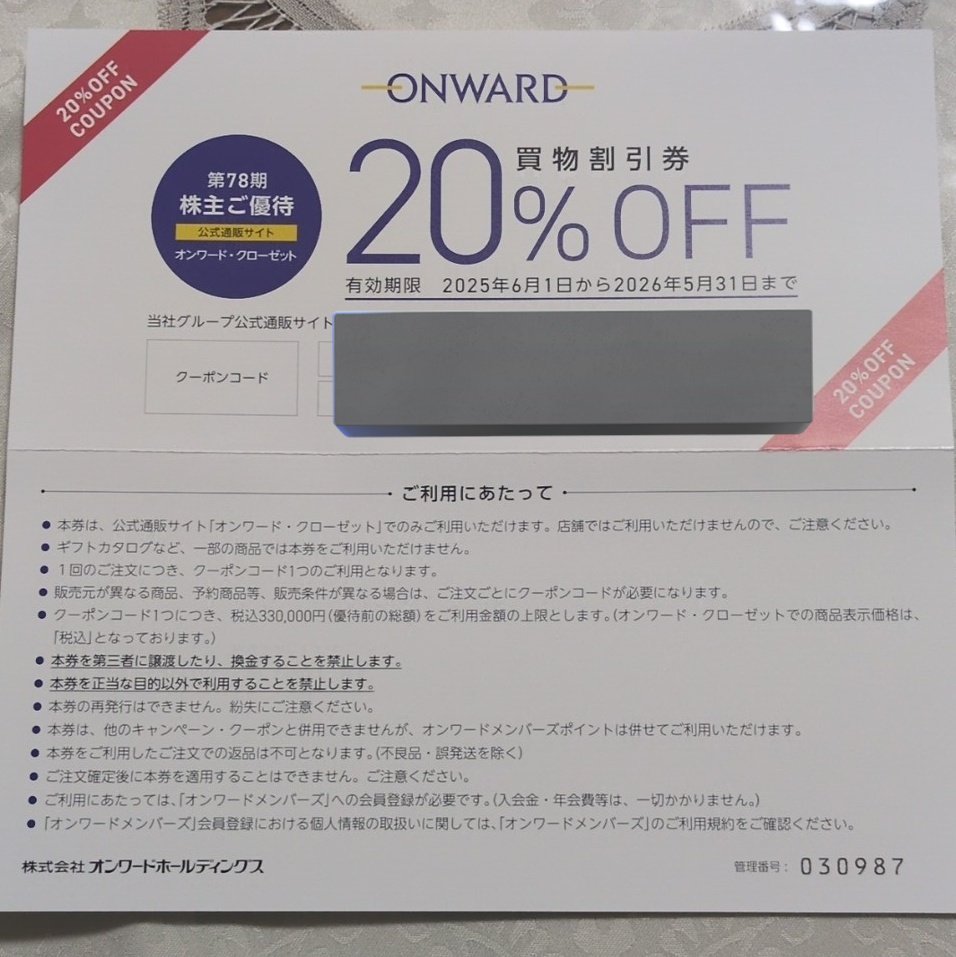 20%OFF
COUPON
ONWARD
第78期
株主ご優待
公式通販サイト
オンワード・クローゼット
買物割引券
20%OFF
有効期限 2025年6月1日から2026年5月31日まで
当社グループ公式通販サイト
クーポンコード
20%OFF
COUPON
ご利用にあたって
●本券は、公式通販サイト「オンワード・クローゼット」でのみご利用いただけます。店舗ではご利用いただけませんので、ご注意ください。
●ギフトカタログなど、一部の商品では本券をご利用いただけません。
●1回のご注文につき、クーポンコード1つのご利用となります。
●販売元が異なる商品、予約商品等、販売条件が異なる場合は、ご注文ごとにクーポンコードが必要になります。
●クーポンコード1つにつき、税込330,000円(優待前の総額)をご利用金額の上限とします。(オンワード・クローゼットでの商品表示価格は、
「税込」となっております。)
●本券を第三者に譲渡したり、換金することを禁止します。
●本券を正当な目的以外で利用することを禁止します。
●本券の再発行はできません。紛失にご注意ください。
●本券は、他のキャンペーン・クーポンと併用できませんが、オンワードメンバーズポイントは併せてご利用いただけます。
●本券をご利用したご注文での返品は不可となります。(不良品・誤発送を除く)
●ご注文確定後に本券を適用することはできません。ご注意ください。
●ご利用にあたっては、「オンワードメンバーズ」への会員登録が必要です。(入会金・年会費等は、一切かかりません。)
●「オンワードメンバーズ」会員登録における個人情報の取扱いに関しては、「オンワードメンバーズ」のご利用規約をご確認ください。
株式会社オンワードホールディングス
管理番号：030987